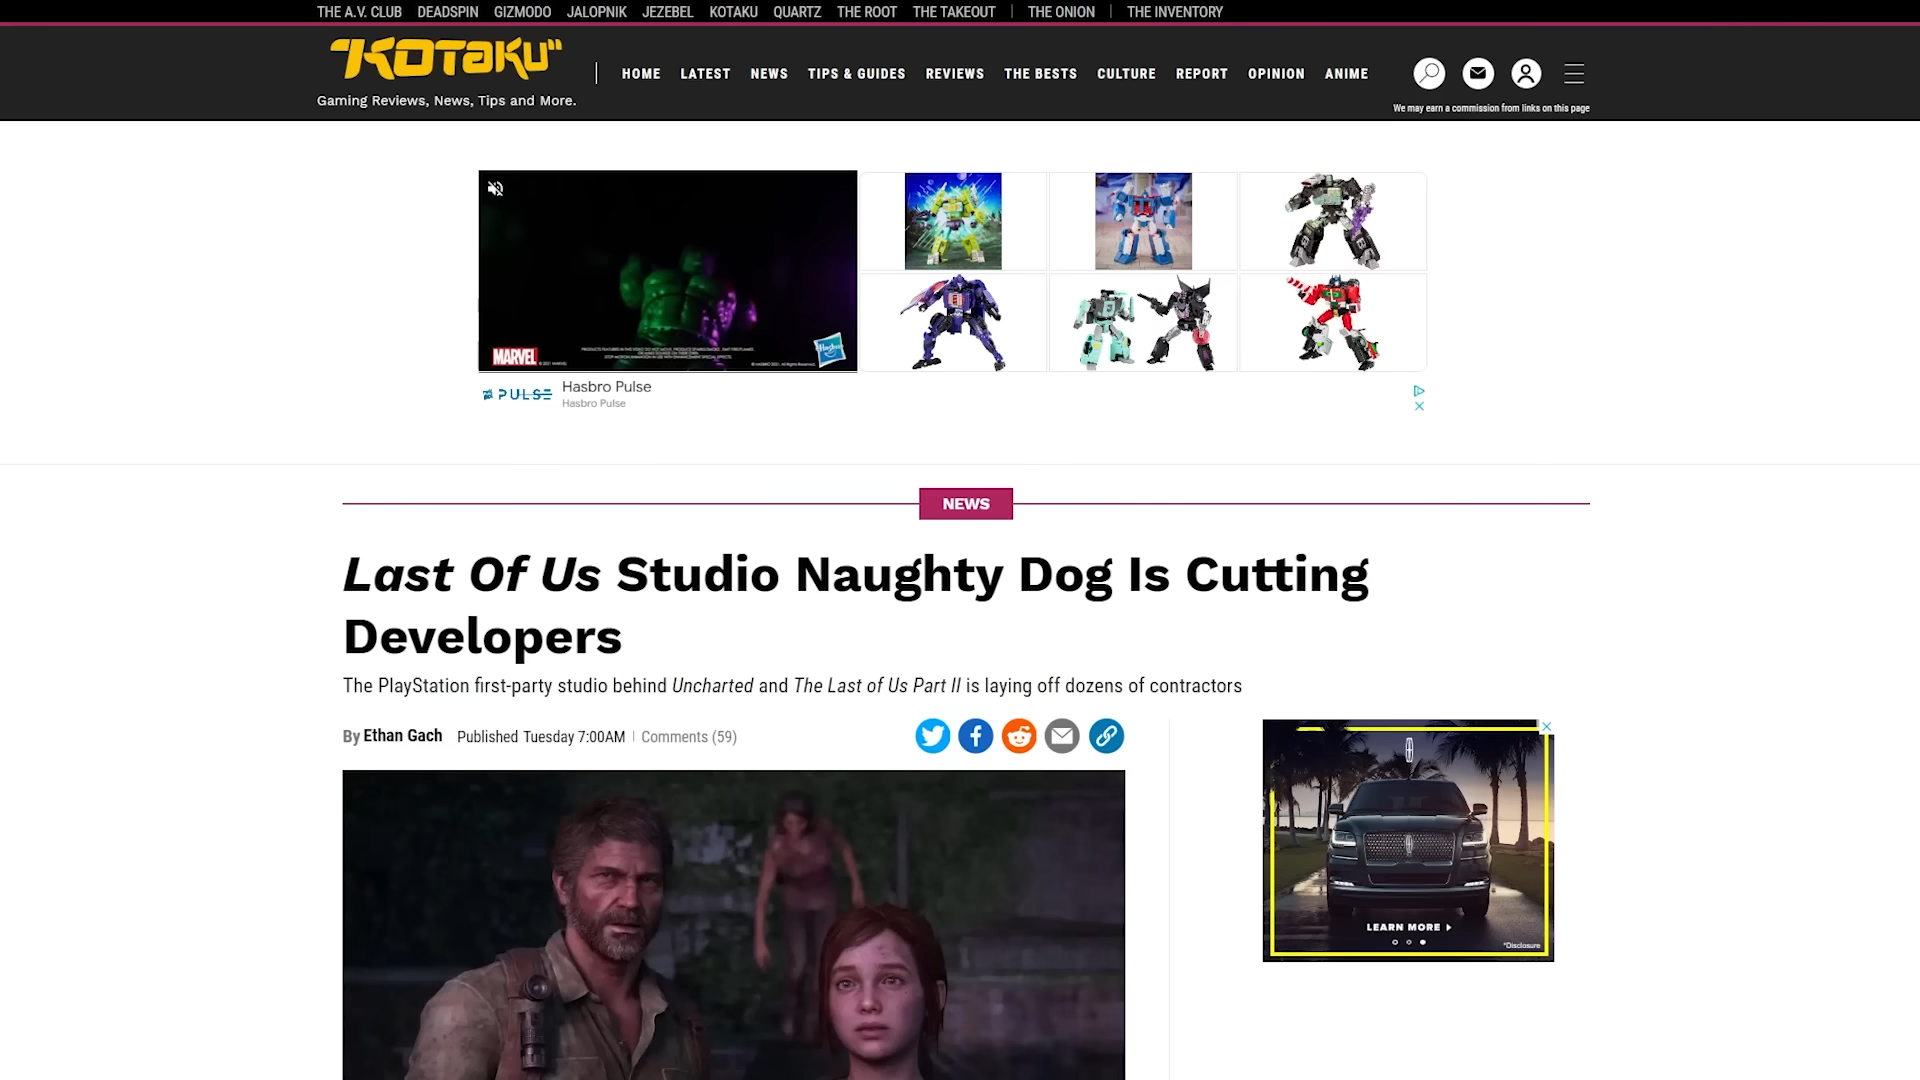 THE A.V. CLUB DEADSPIN GIZMODO JALOPNIK JEZEBEL KOTAKU QUARTZ THE ROOT THE TAKEOUT | THE ONION | THE INVENTORY
KOTAKU
Gaming Reviews, News, Tips and More.
HOME LATEST NEWS TIPS & GUIDES REVIEWS THE BESTS CULTURE REPORT OPINION ANIME
We may earn a commission from links on this page
MARVEL
Hasbro
PULSE
Hasbro Pulse
Hasbro Pulse
NEWS
Last Of Us Studio Naughty Dog Is Cutting
Developers
The PlayStation first-party studio behind Uncharted and The Last of Us Part II is laying off dozens of contractors
By Ethan Gach Published Tuesday 7:00AM | Comments (59)
LEARN MORE
*Disclosure